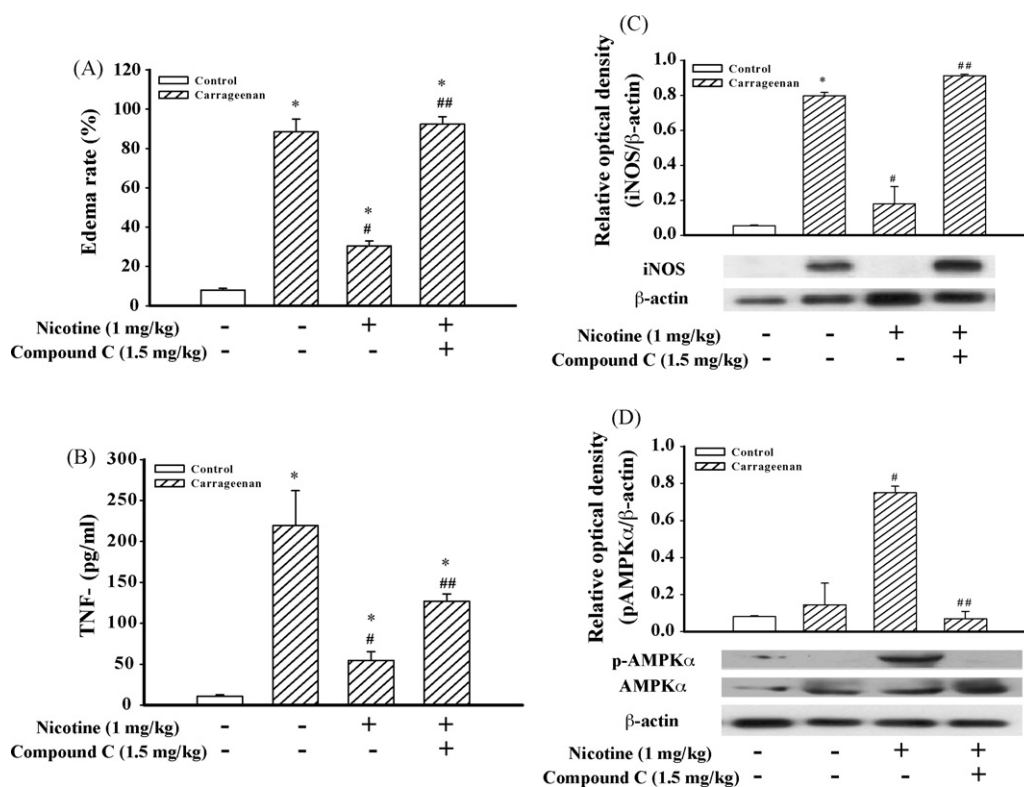 (A)
Control
Carrageenan
Edema rate (%)
120
100
80
60
40
20
0
*
*
#
*
##
Nicotine (1 mg/kg) - - + +
Compound C (1.5 mg/kg) - - - +
(B)
Control
Carrageenan
TNF- (pg/ml)
300
250
200
150
100
50
0
*
*
#
*
##
Nicotine (1 mg/kg) - - + +
Compound C (1.5 mg/kg) - - - +
(C)
Control
Carrageenan
Relative optical density
(iNOS/β-actin)
1.0
0.8
0.6
0.4
0.2
0.0
*
#
##
iNOS
β-actin
Nicotine (1 mg/kg) - - + +
Compound C (1.5 mg/kg) - - - +
(D)
Control
Carrageenan
Relative optical density
(pAMPKα/β-actin)
1.0
0.8
0.6
0.4
0.2
0.0
#
##
p-AMPKα
AMPKα
β-actin
Nicotine (1 mg/kg) - - + +
Compound C (1.5 mg/kg) - - - +